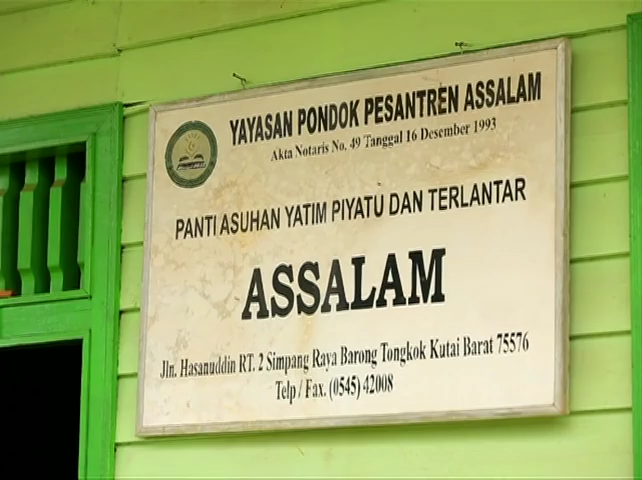 YAYASAN PONDOK PESANTREN ASSALAM
Akta Notaris No. 49 Tanggal 16 Desember 1993
PANTI ASUHAN YATIM PIYATU DAN TERLANTAR
ASSALAM
Jln. Hasanuddin RT. 2 Simpang Raya Barong Tongkok Kutai Barat 75576
Telp / Fax. (0545) 42008